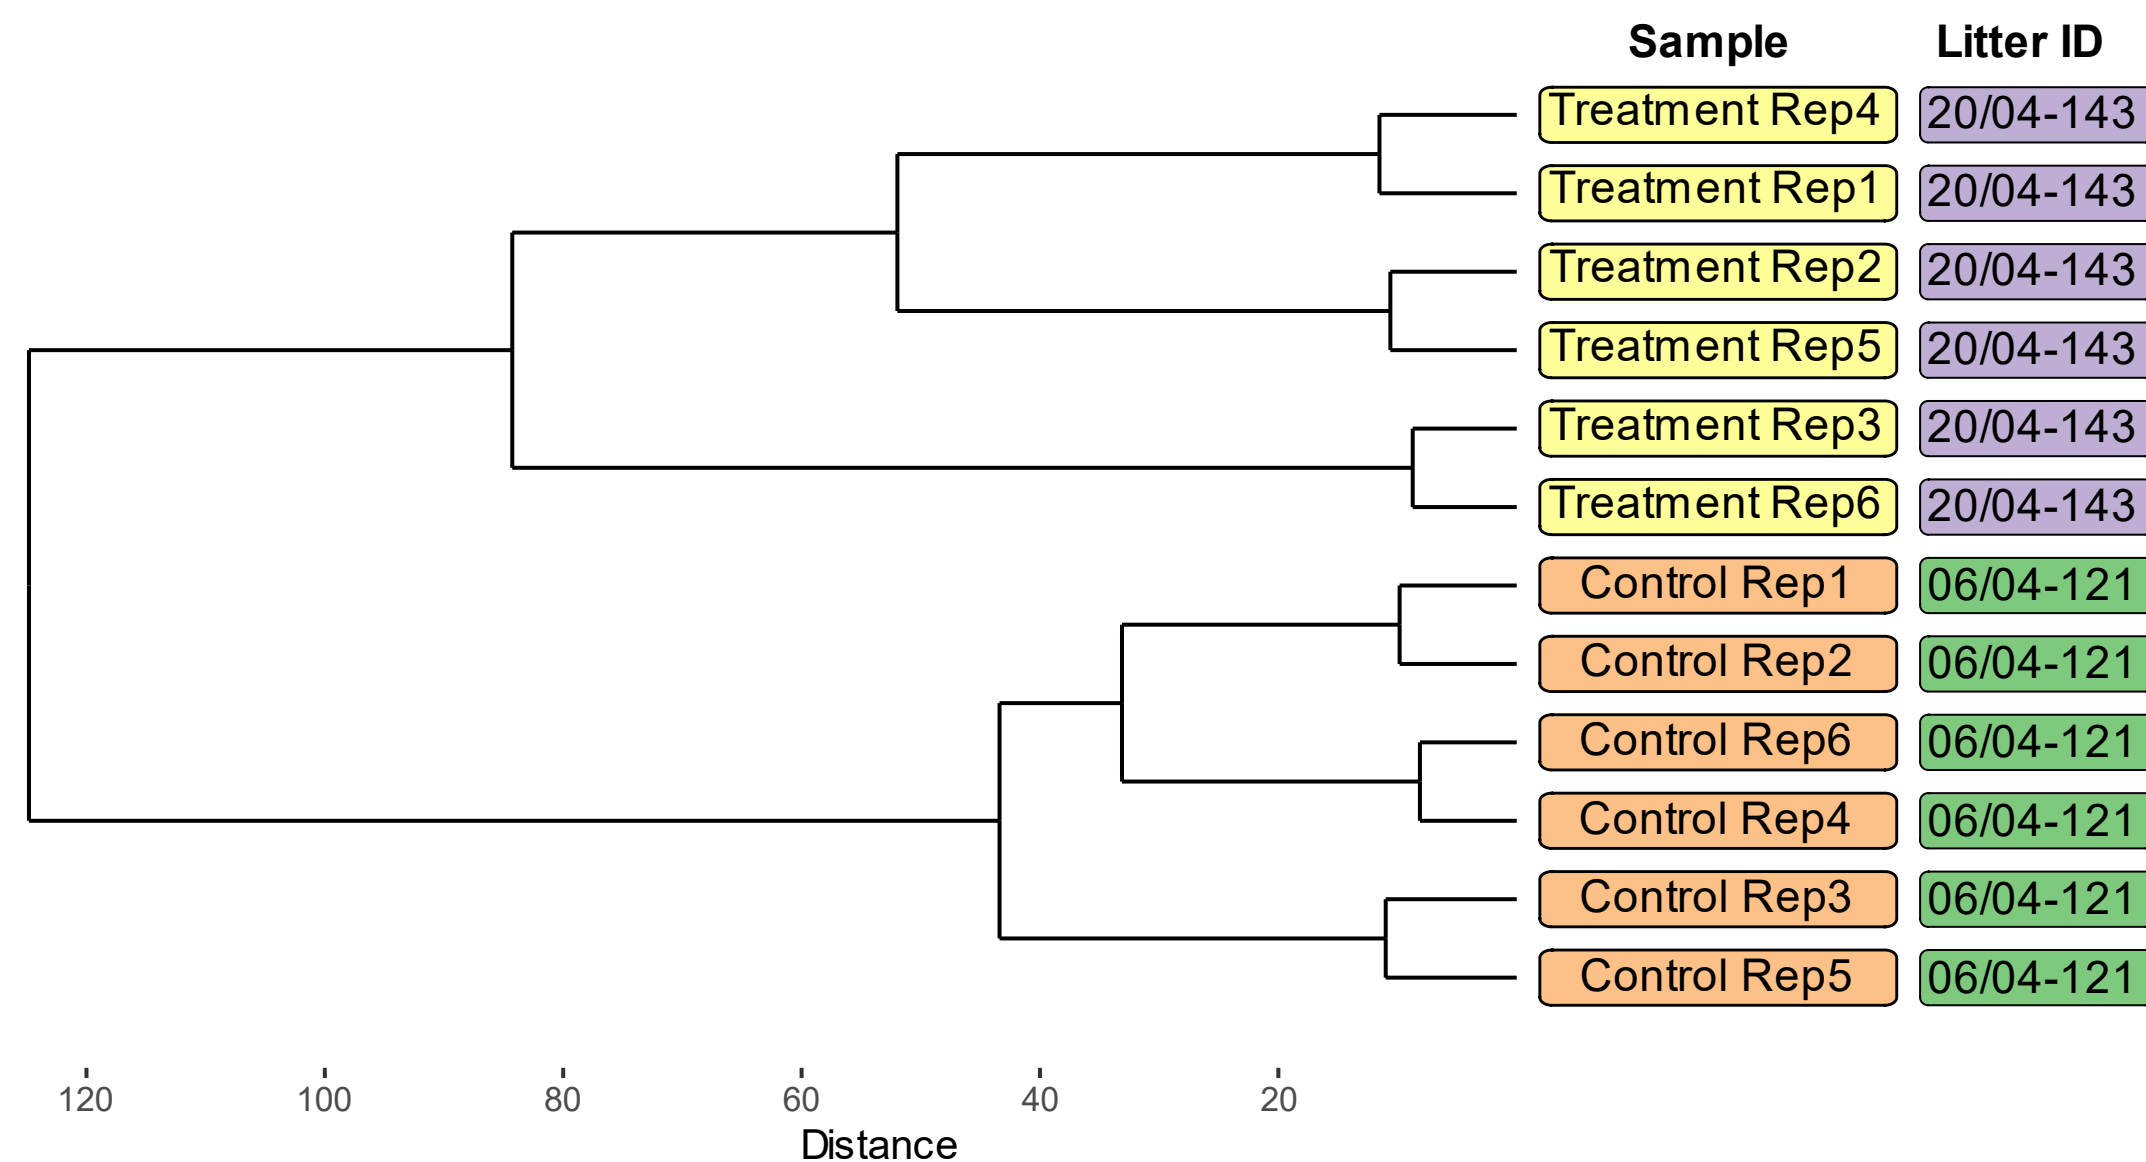 Sample Litter ID
Treatment Rep4 20/04-143
Treatment Rep1 20/04-143
Treatment Rep2 20/04-143
Treatment Rep5 20/04-143
Treatment Rep3 20/04-143
Treatment Rep6 20/04-143
Control Rep1 06/04-121
Control Rep2 06/04-121
Control Rep6 06/04-121
Control Rep4 06/04-121
Control Rep3 06/04-121
Control Rep5 06/04-121
120 100 80 60 40 20
Distance